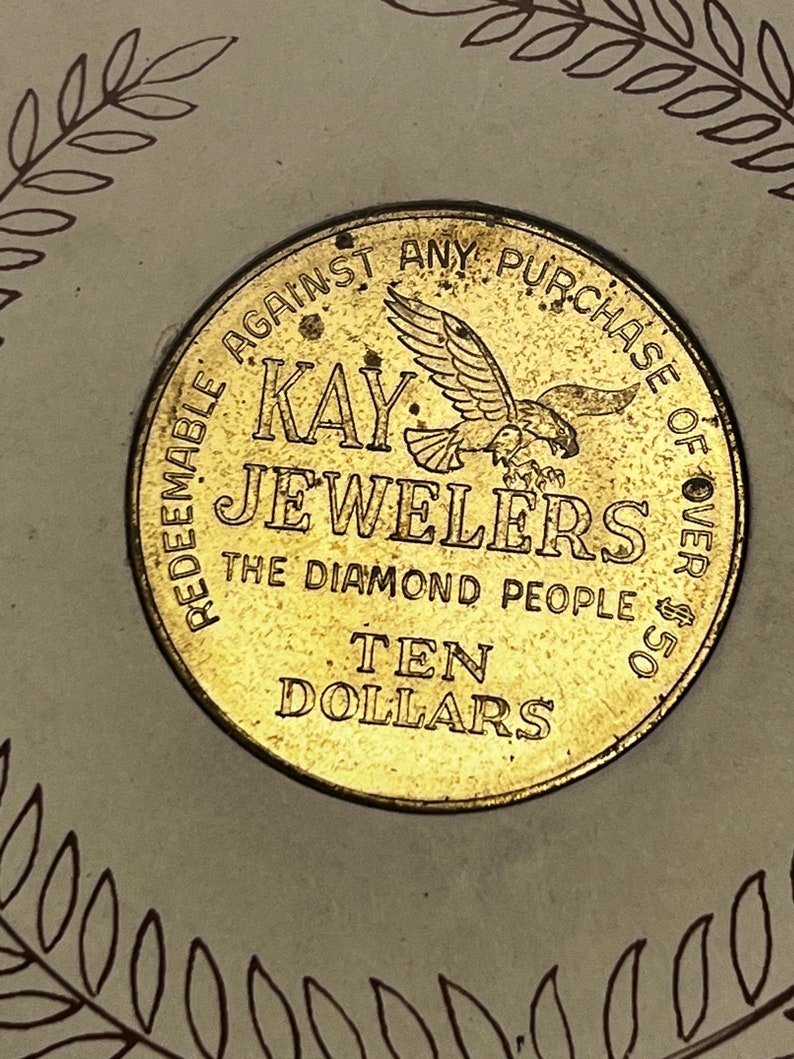 REDEEMABLE AGAINST ANY PURCHASE OF OVER $50
KAY
JEWELERS
THE DIAMOND PEOPLE
TEN
DOLLARS